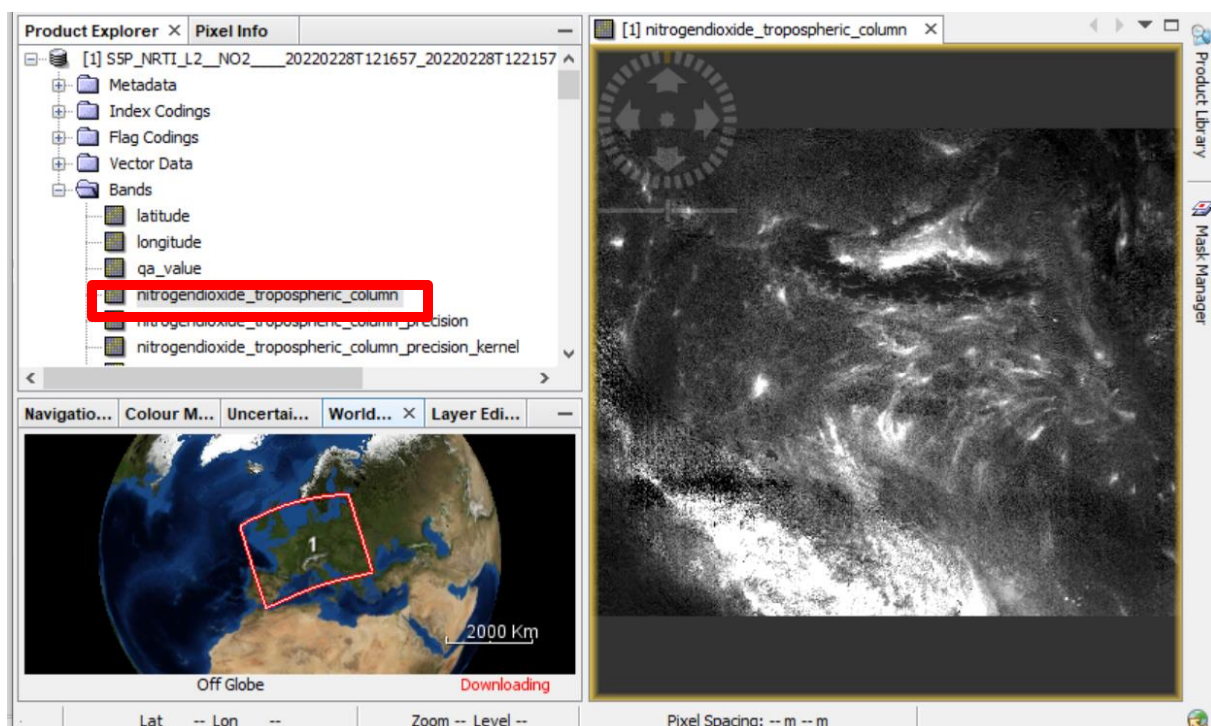 Product Explorer × Pixel Info
[1] S5P_NRTI_L2__NO2____20220228T121657_20220228T122157
Metadata
Index Codings
Flag Codings
Vector Data
Bands
latitude
longitude
qa_value
nitrogendioxide_tropospheric_column
nitrogendioxide_tropospheric_column_precision
nitrogendioxide_tropospheric_column_precision_kernel
Navigatio... Colour M... Uncertai... World... × Layer Edi...
1
2000 Km
Off Globe Downloading
[1] nitrogendioxide_tropospheric_column ×
Product Library
Mask Manager
Lat -- Lon -- Zoom -- Level -- Pixel Spacing: -- m -- m